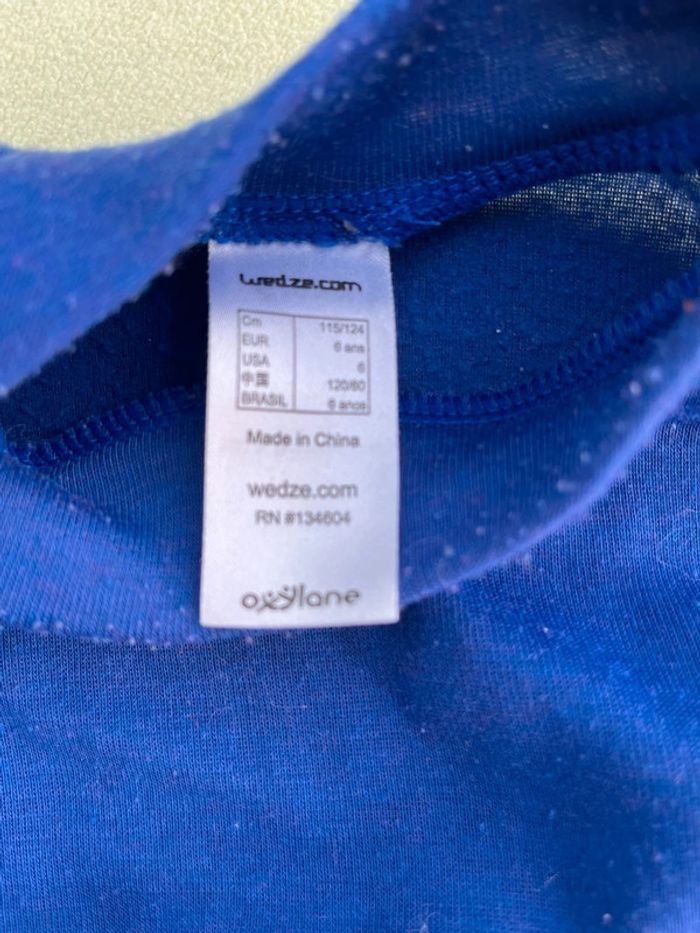 wedze.com
Cm 115/124
EUR 6 ans
USA 6
中国 120/60
BRASIL 6 anos
Made in China
wedze.com
RN #134604
oxylane